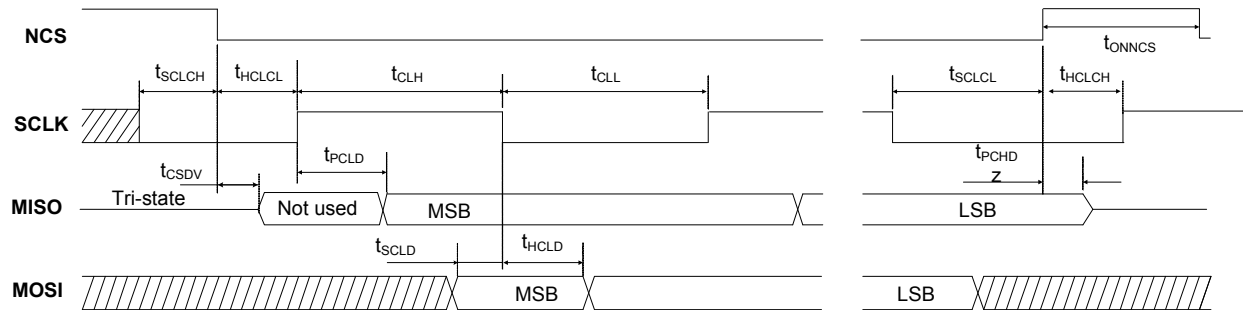 NCS
tONNCS
tSCLCH tHCLCL tCLH tCLL tSCLCL tHCLCH
SCLK
tPCLD tPCHD
tCSDV z
Tri-state
MISO Not used MSB LSB
tSCLD tHCLD
MOSI MSB LSB